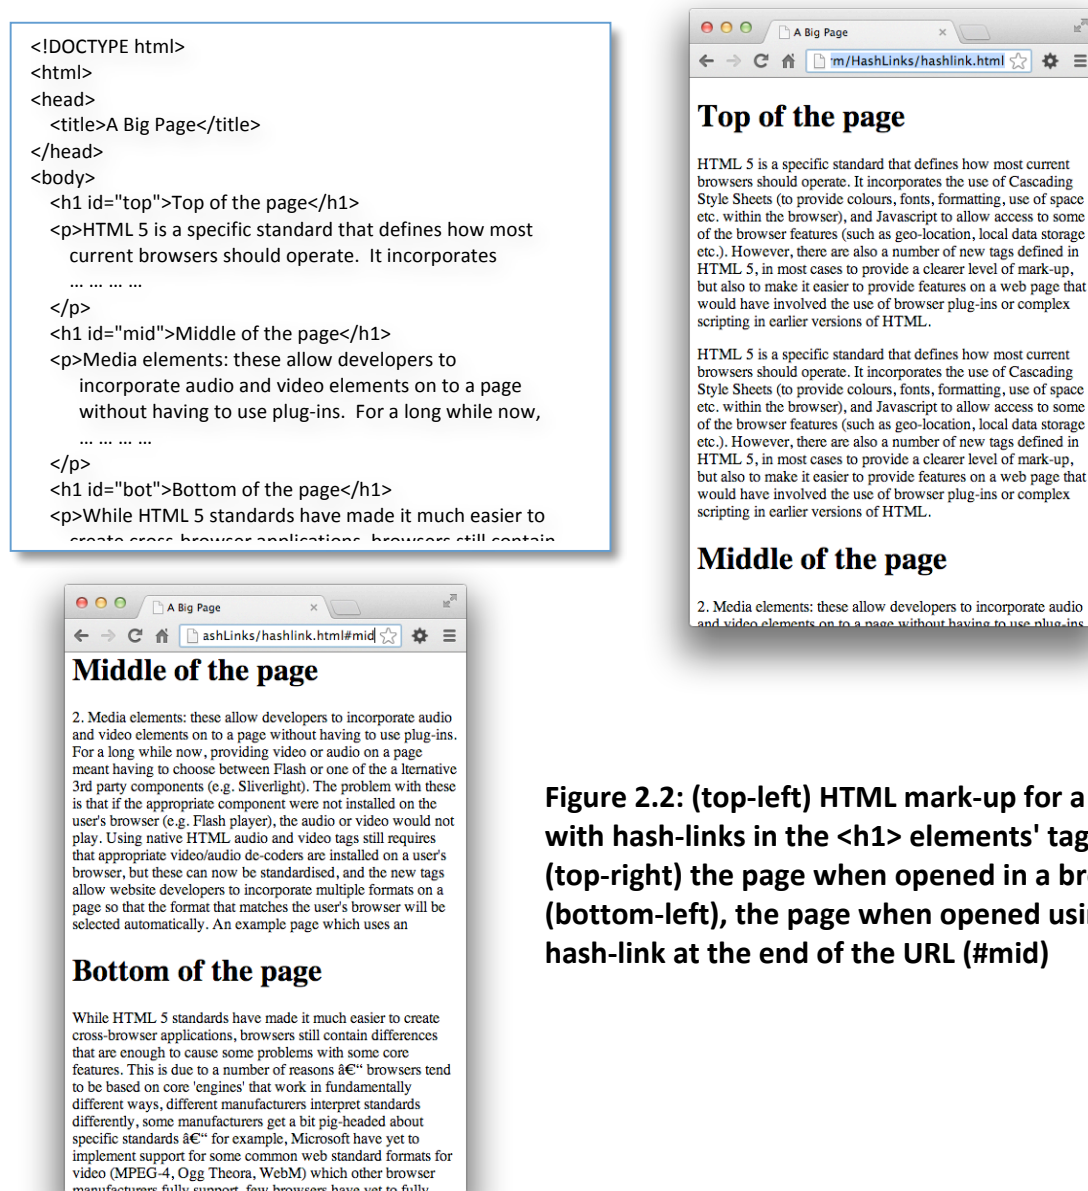 <!DOCTYPE html>
<html>
<head>
<title>A Big Page</title>
</head>
<body>
<h1 id="top">Top of the page</h1>
<p>HTML 5 is a specific standard that defines how most
current browsers should operate.  It incorporates
... ... ... ...
</p>
<h1 id="mid">Middle of the page</h1>
<p>Media elements: these allow developers to
incorporate audio and video elements on to a page
without having to use plug-ins.  For a long while now,
... ... ... ...
</p>
<h1 id="bot">Bottom of the page</h1>
<p>While HTML 5 standards have made it much easier to
create cross-browser applications, browsers still contain
A Big Page
rm/HashLinks/hashlink.html
Top of the page
HTML 5 is a specific standard that defines how most current
browsers should operate. It incorporates the use of Cascading
Style Sheets (to provide colours, fonts, formatting, use of space
etc. within the browser), and Javascript to allow access to some
of the browser features (such as geo-location, local data storage
etc.). However, there are also a number of new tags defined in
HTML 5, in most cases to provide a clearer level of mark-up,
but also to make it easier to provide features on a web page that
would have involved the use of browser plug-ins or complex
scripting in earlier versions of HTML.
HTML 5 is a specific standard that defines how most current
browsers should operate. It incorporates the use of Cascading
Style Sheets (to provide colours, fonts, formatting, use of space
etc. within the browser), and Javascript to allow access to some
of the browser features (such as geo-location, local data storage
etc.). However, there are also a number of new tags defined in
HTML 5, in most cases to provide a clearer level of mark-up,
but also to make it easier to provide features on a web page that
would have involved the use of browser plug-ins or complex
scripting in earlier versions of HTML.
Middle of the page
2. Media elements: these allow developers to incorporate audio
and video elements on to a page without having to use plug-ins
A Big Page
ashLinks/hashlink.html#mid
Middle of the page
2. Media elements: these allow developers to incorporate audio
and video elements on to a page without having to use plug-ins.
For a long while now, providing video or audio on a page
meant having to choose between Flash or one of the a lternative
3rd party components (e.g. Sliverlight). The problem with these
is that if the appropriate component were not installed on the
user's browser (e.g. Flash player), the audio or video would not
play. Using native HTML audio and video tags still requires
that appropriate video/audio de-coders are installed on a user's
browser, but these can now be standardised, and the new tags
allow website developers to incorporate multiple formats on a
page so that the format that matches the user's browser will be
selected automatically. An example page which uses an
Bottom of the page
While HTML 5 standards have made it much easier to create
cross-browser applications, browsers still contain differences
that are enough to cause some problems with some core
features. This is due to a number of reasons â€“ browsers tend
to be based on core 'engines' that work in fundamentally
different ways, different manufacturers interpret standards
differently, some manufacturers get a bit pig-headed about
specific standards â€“ for example, Microsoft have yet to
implement support for some common web standard formats for
video (MPEG-4, Ogg Theora, WebM) which other browser
manufacturers fully support, few browsers have yet to fully
Figure 2.2: (top-left) HTML mark-up for a
with hash-links in the <h1> elements' tag
(top-right) the page when opened in a br
(bottom-left), the page when opened usi
hash-link at the end of the URL (#mid)